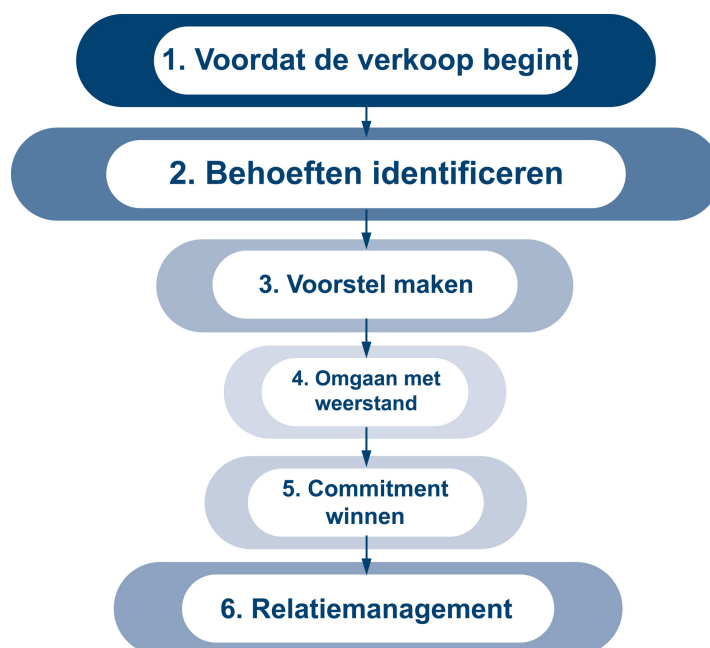 1. Voordat de verkoop begint
2. Behoeften identificeren
3. Voorstel maken
4. Omgaan met
weerstand
5. Commitment
winnen
6. Relatiemanagement